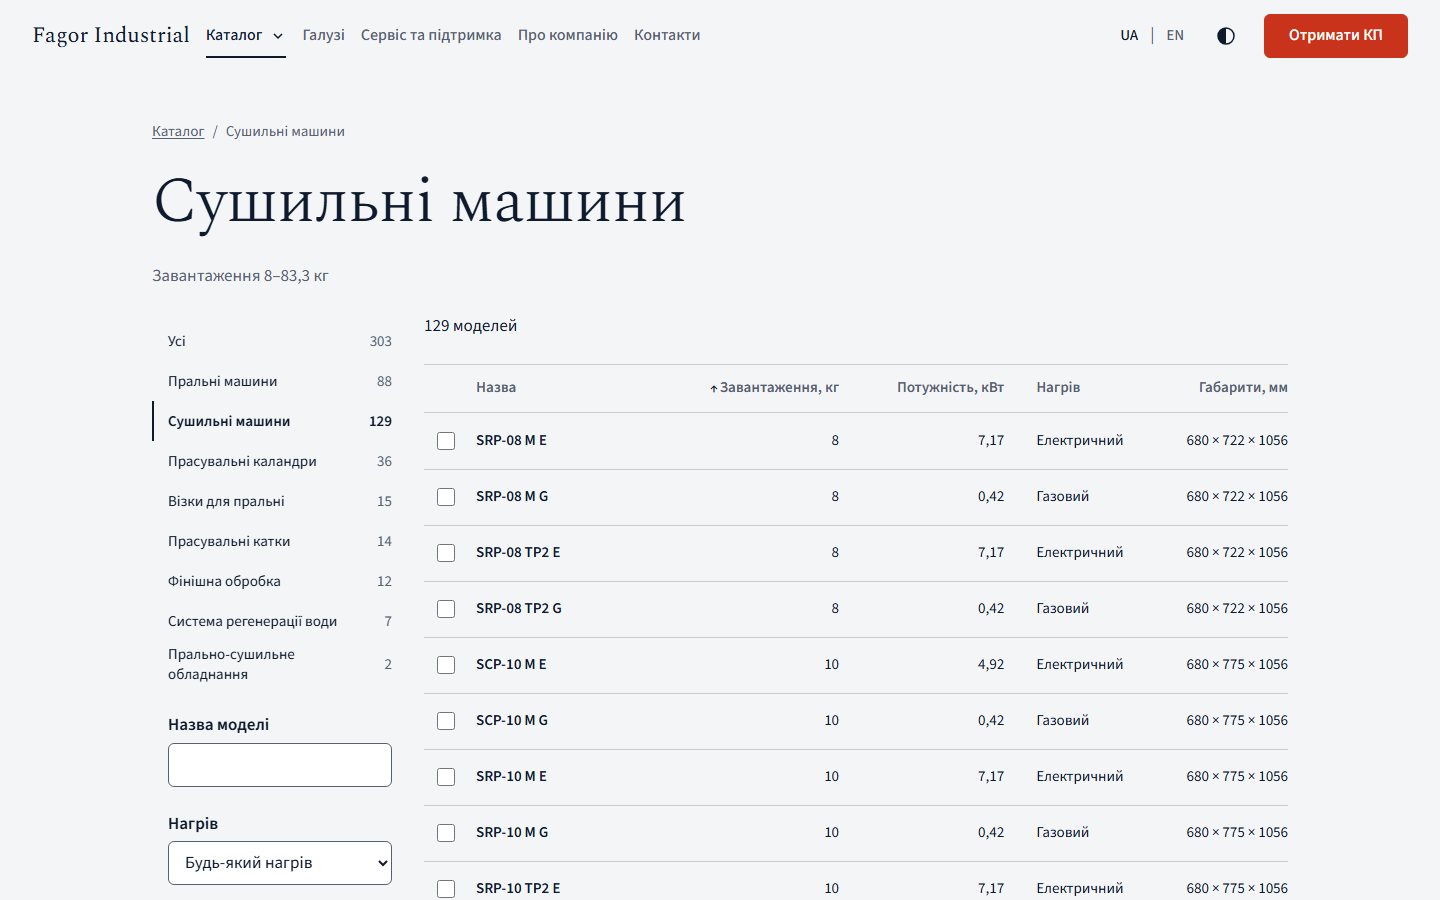 Fagor Industrial Каталог Галузі Сервіс та підтримка Про компанію Контакти UA | EN Отримати КП
Каталог / Сушильні машини
Сушильні машини
Завантаження 8–83,3 кг
Усі 303
Пральні машини 88
Сушильні машини 129
Прасувальні каландри 36
Візки для пральні 15
Прасувальні катки 14
Фінішна обробка 12
Система регенерації води 7
Прально-сушильне
обладнання 2
Назва моделі
Нагрів
Будь-який нагрів
129 моделей
Назва ↑ Завантаження, кг Потужність, кВт Нагрів Габарити, мм
SRP-08 M E 8 7,17 Електричний 680 × 722 × 1056
SRP-08 M G 8 0,42 Газовий 680 × 722 × 1056
SRP-08 TP2 E 8 7,17 Електричний 680 × 722 × 1056
SRP-08 TP2 G 8 0,42 Газовий 680 × 722 × 1056
SCP-10 M E 10 4,92 Електричний 680 × 775 × 1056
SCP-10 M G 10 0,42 Газовий 680 × 775 × 1056
SRP-10 M E 10 7,17 Електричний 680 × 775 × 1056
SRP-10 M G 10 0,42 Газовий 680 × 775 × 1056
SRP-10 TP2 E 10 7,17 Електричний 680 × 775 × 1056